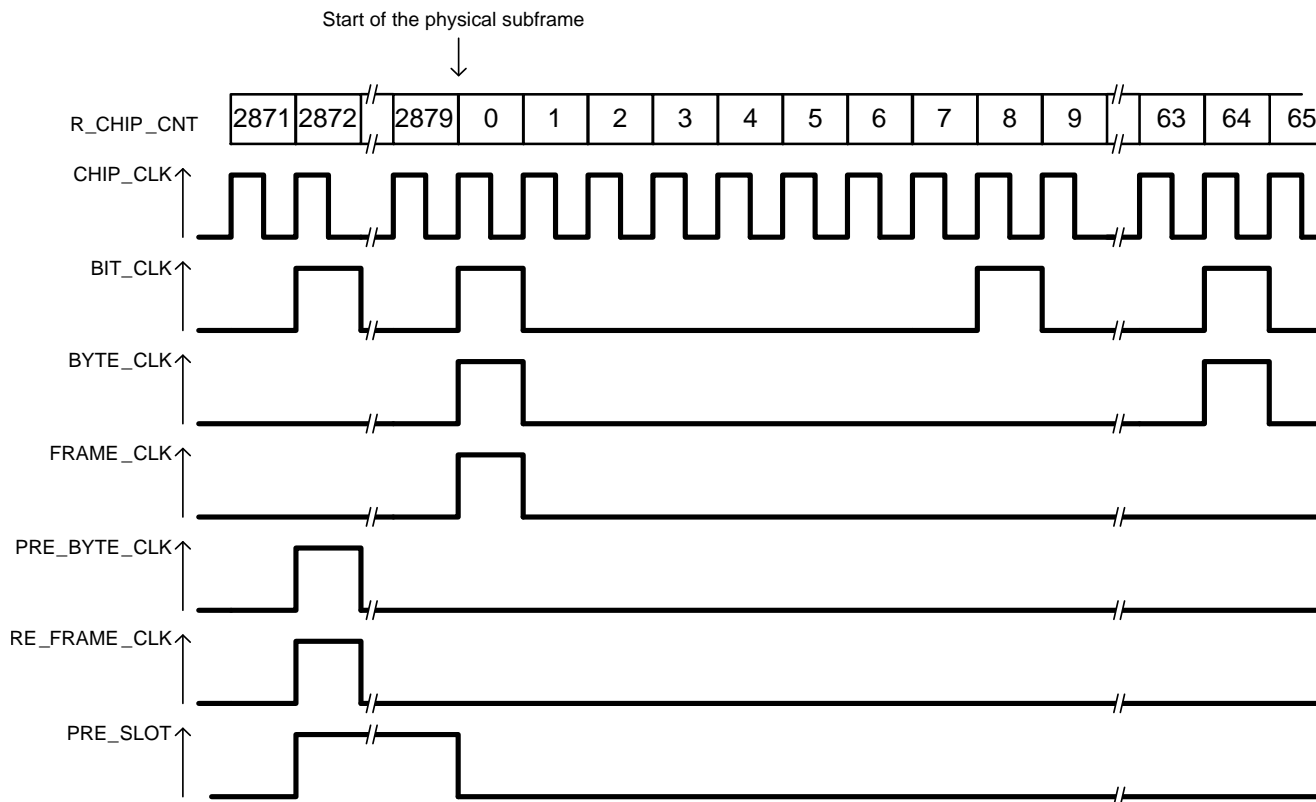 Start of the physical subframe
R_CHIP_CNT 2871 2872 2879 0 1 2 3 4 5 6 7 8 9 63 64 65
CHIP_CLK
BIT_CLK
BYTE_CLK
FRAME_CLK
PRE_BYTE_CLK
RE_FRAME_CLK
PRE_SLOT